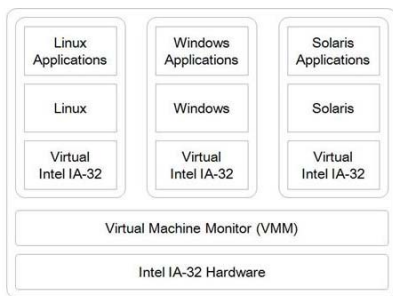 Linux
Applications
Windows
Applications
Solaris
Applications
Linux
Windows
Solaris
Virtual
Intel IA-32
Virtual
Intel IA-32
Virtual
Intel IA-32
Virtual Machine Monitor (VMM)
Intel IA-32 Hardware